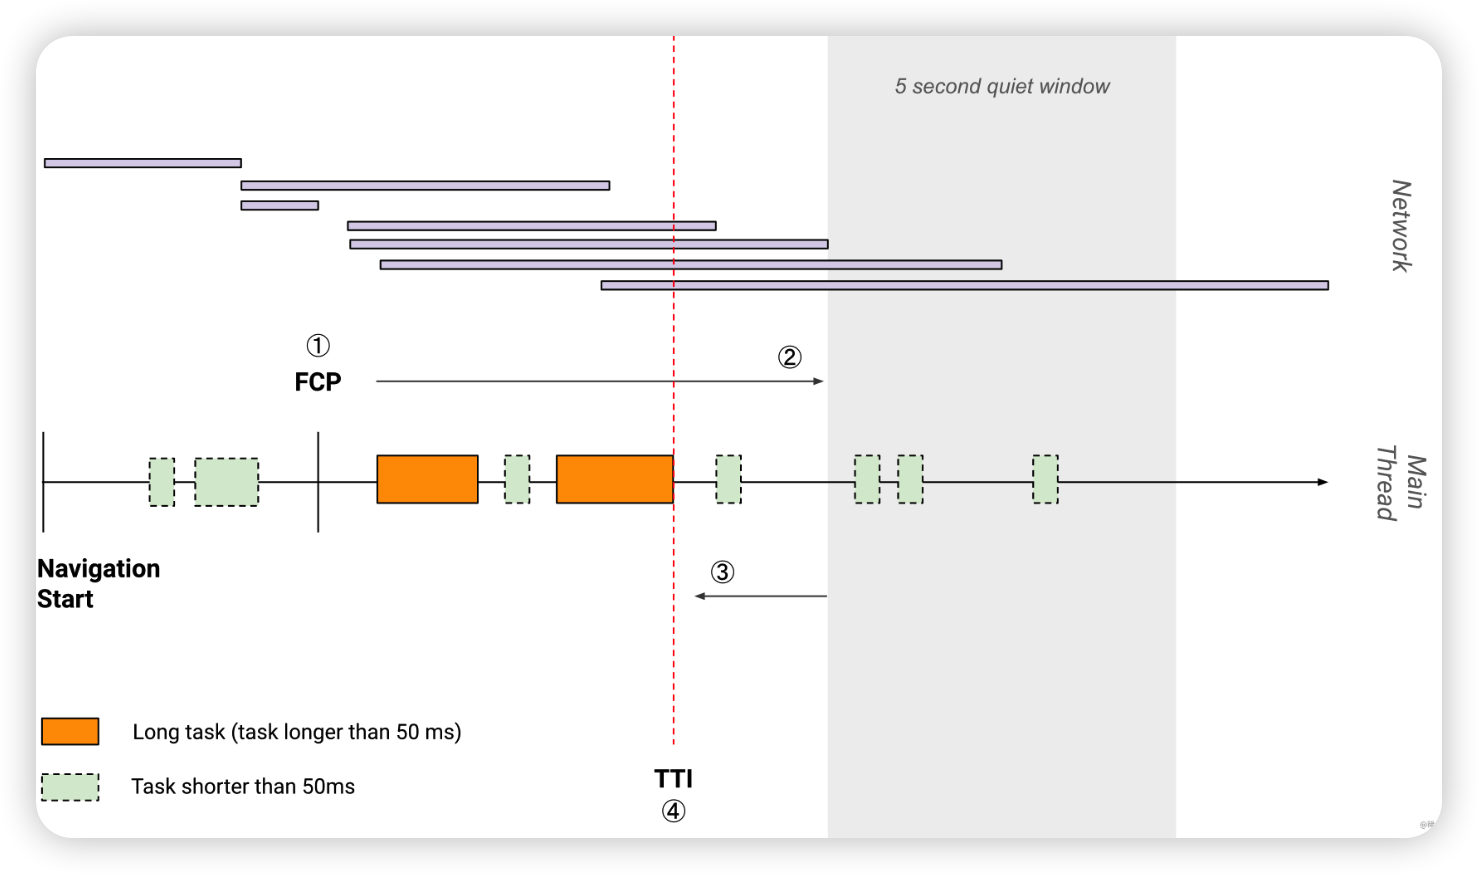 5 second quiet window
Network
①
FCP
②
Main
Thread
Navigation
Start
③
Long task (task longer than 50 ms)
Task shorter than 50ms
TTI
④